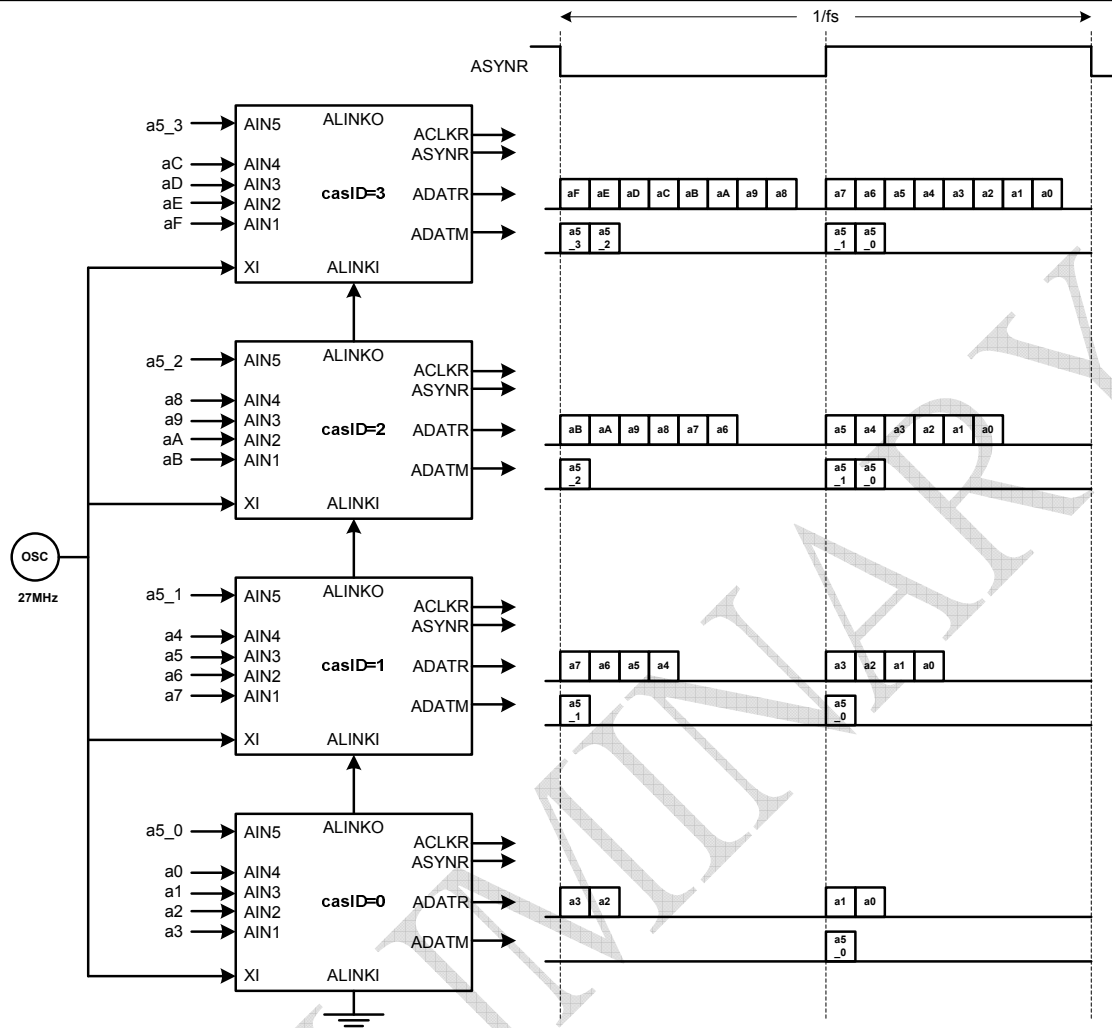 1/fs
ASYNR
a5_3 AIN5 ALINKO ACLKR
ASYNR
aC AIN4
aD AIN3 casID=3 ADATR
aE AIN2
aF AIN1 ADATM
XI ALINKI
aF aE aD aC aB aA a9 a8 a7 a6 a5 a4 a3 a2 a1 a0
a5 a5 a5 a5
_3 _2 _1 _0
a5_2 AIN5 ALINKO ACLKR
ASYNR
a8 AIN4
a9 AIN3 casID=2 ADATR
aA AIN2
aB AIN1 ADATM
XI ALINKI
aB aA a9 a8 a7 a6 a5 a4 a3 a2 a1 a0
a5 a5 a5
_2 _1 _0
OSC
27MHz
a5_1 AIN5 ALINKO ACLKR
ASYNR
a4 AIN4
a5 AIN3 casID=1 ADATR
a6 AIN2
a7 AIN1 ADATM
XI ALINKI
a7 a6 a5 a4 a3 a2 a1 a0
a5 a5
_1 _0
a5_0 AIN5 ALINKO ACLKR
ASYNR
a0 AIN4
a1 AIN3 casID=0 ADATR
a2 AIN2
a3 AIN1 ADATM
XI ALINKI
a3 a2 a1 a0
a5
_0
IMINARY